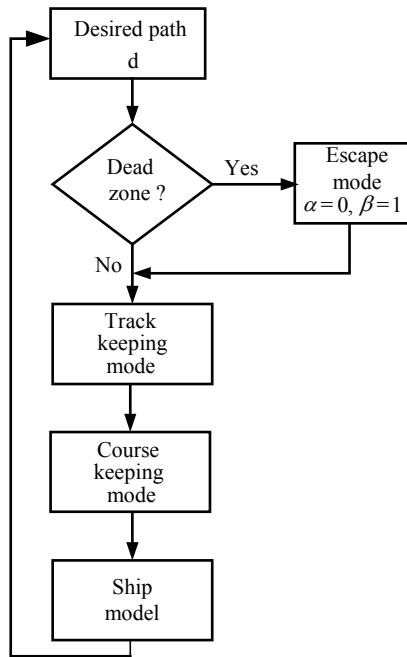 Desired path
d
Dead
zone ?
Yes
Escape
mode
α=0, β=1
No
Track
keeping
mode
Course
keeping
mode
Ship
model